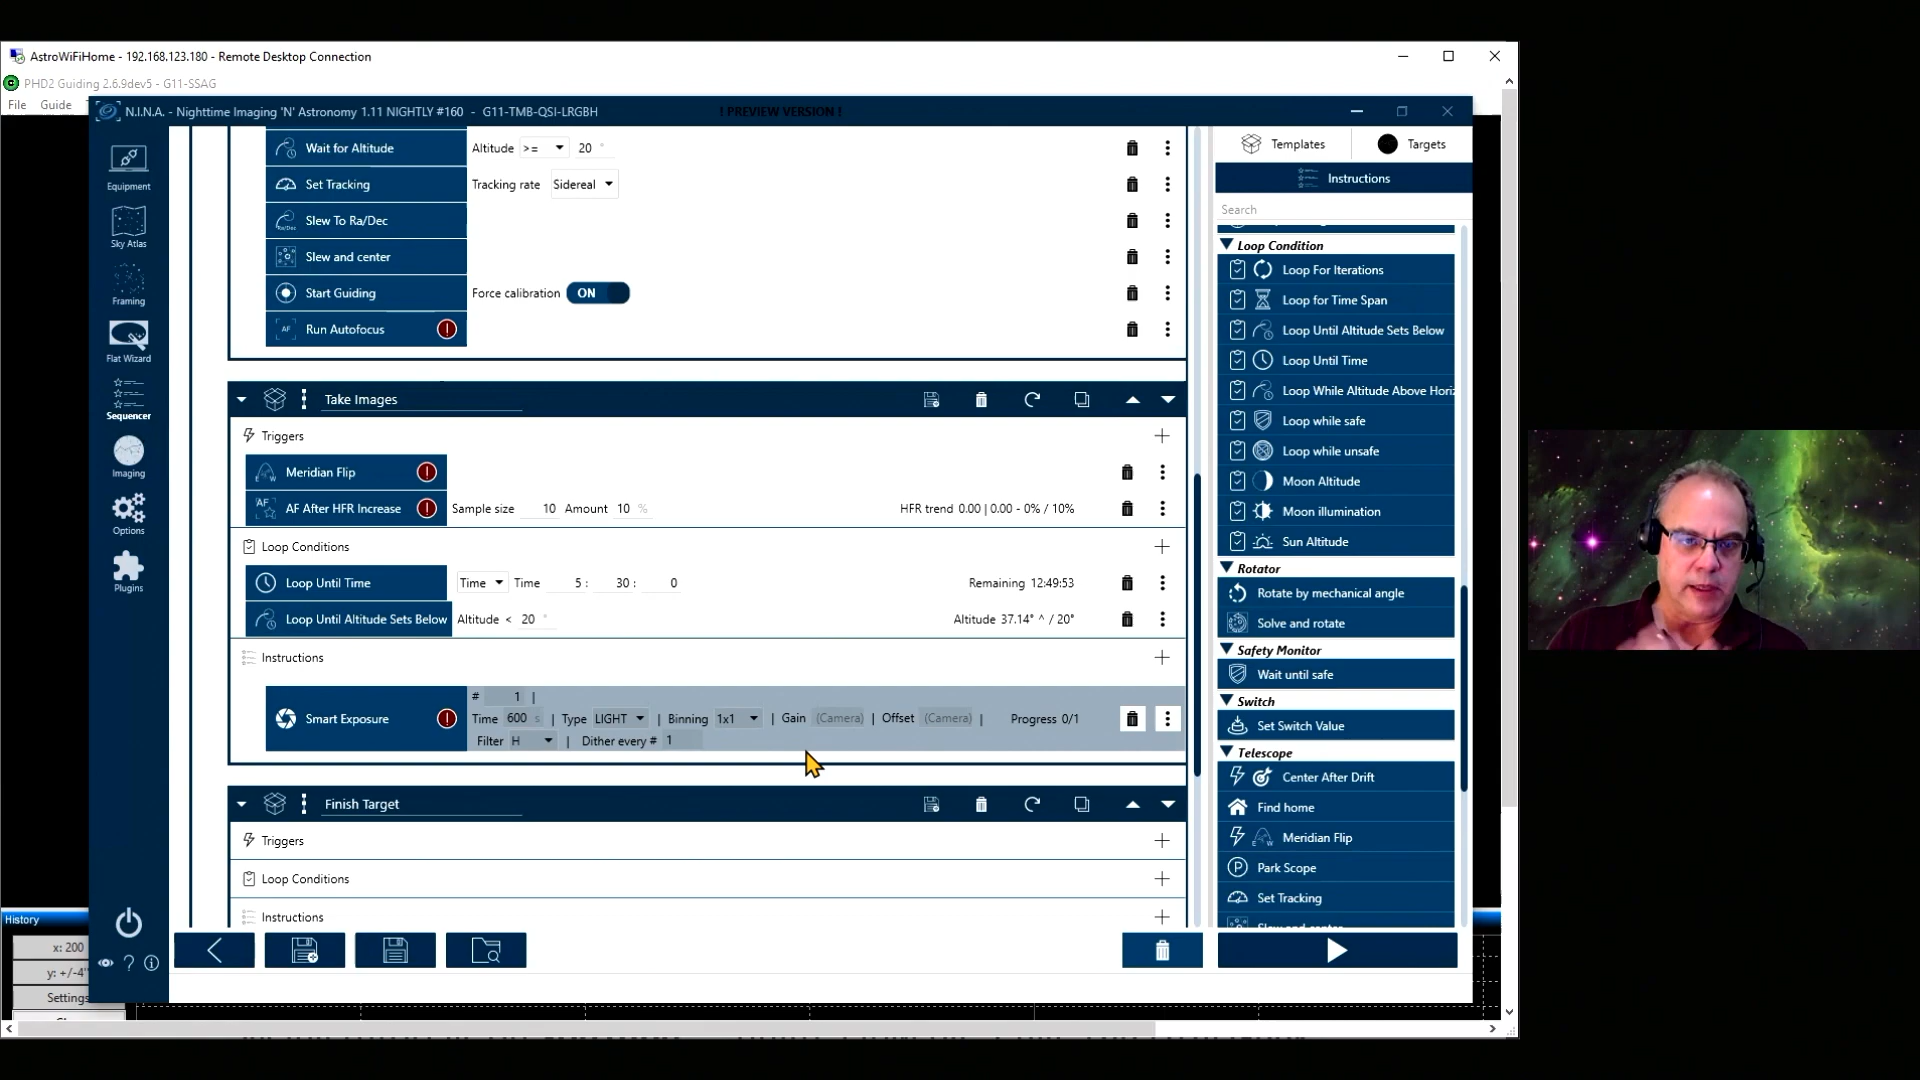 AstroWiFiHome - 192.168.123.180 - Remote Desktop Connection
PHD2 Guiding 2.6.9dev5 - G11-SSAG
File Guide
N.I.N.A. - Nighttime Imaging 'N' Astronomy 1.11 NIGHTLY #160 - G11-TMB-QSI-LRGBH
! PREVIEW VERSION !
Equipment
Sky Atlas
Framing
Flat Wizard
Sequencer
Imaging
Options
Plugins
Wait for Altitude Altitude >= 20 °
Set Tracking Tracking rate Sidereal
Slew To Ra/Dec
Slew and center
Start Guiding Force calibration ON
AF Run Autofocus
Take Images
Triggers
Meridian Flip
AF After HFR Increase Sample size 10 Amount 10 % HFR trend 0.00 | 0.00 - 0% / 10%
Loop Conditions
Loop Until Time Time Time 5 : 30 : 0 Remaining 12:49:53
Loop Until Altitude Sets Below Altitude < 20 ° Altitude 37.14° ^ / 20°
Instructions
# 1 |
Smart Exposure Time 600 s | Type LIGHT | Binning 1x1 | Gain (Camera) | Offset (Camera) | Progress 0/1
Filter H | Dither every # 1
Finish Target
Triggers
Loop Conditions
Instructions
Templates Targets
Instructions
Search
Loop Condition
Loop For Iterations
Loop for Time Span
Loop Until Altitude Sets Below
Loop Until Time
Loop While Altitude Above Horiz
Loop while safe
Loop while unsafe
Moon Altitude
Moon illumination
Sun Altitude
Rotator
Rotate by mechanical angle
Solve and rotate
Safety Monitor
Wait until safe
Switch
Set Switch Value
Telescope
Center After Drift
Find home
Meridian Flip
Park Scope
Set Tracking
History
x: 200
y: +/-4"
Settings